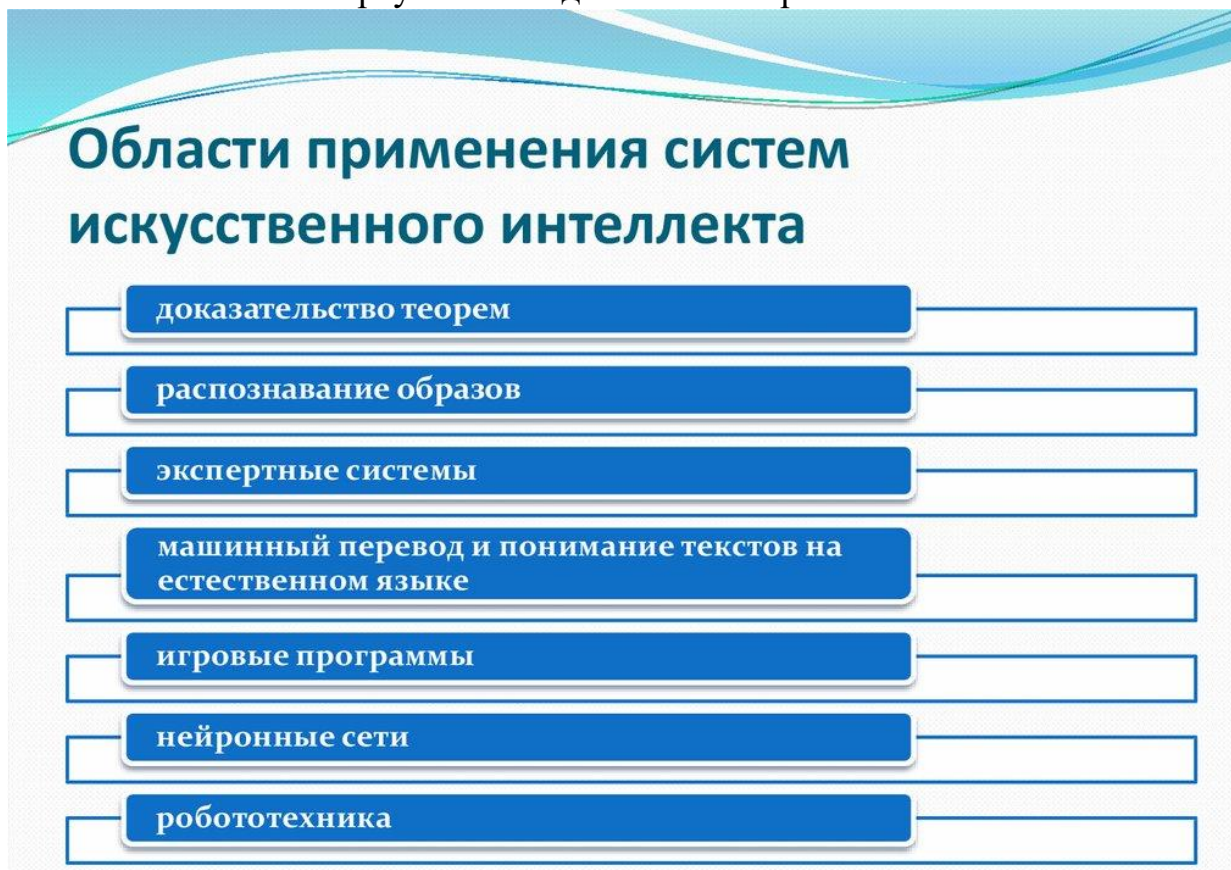 Области применения систем
искусственного интеллекта
доказательство теорем
распознавание образов
экспертные системы
машинный перевод и понимание текстов на
естественном языке
игровые программы
нейронные сети
робототехника